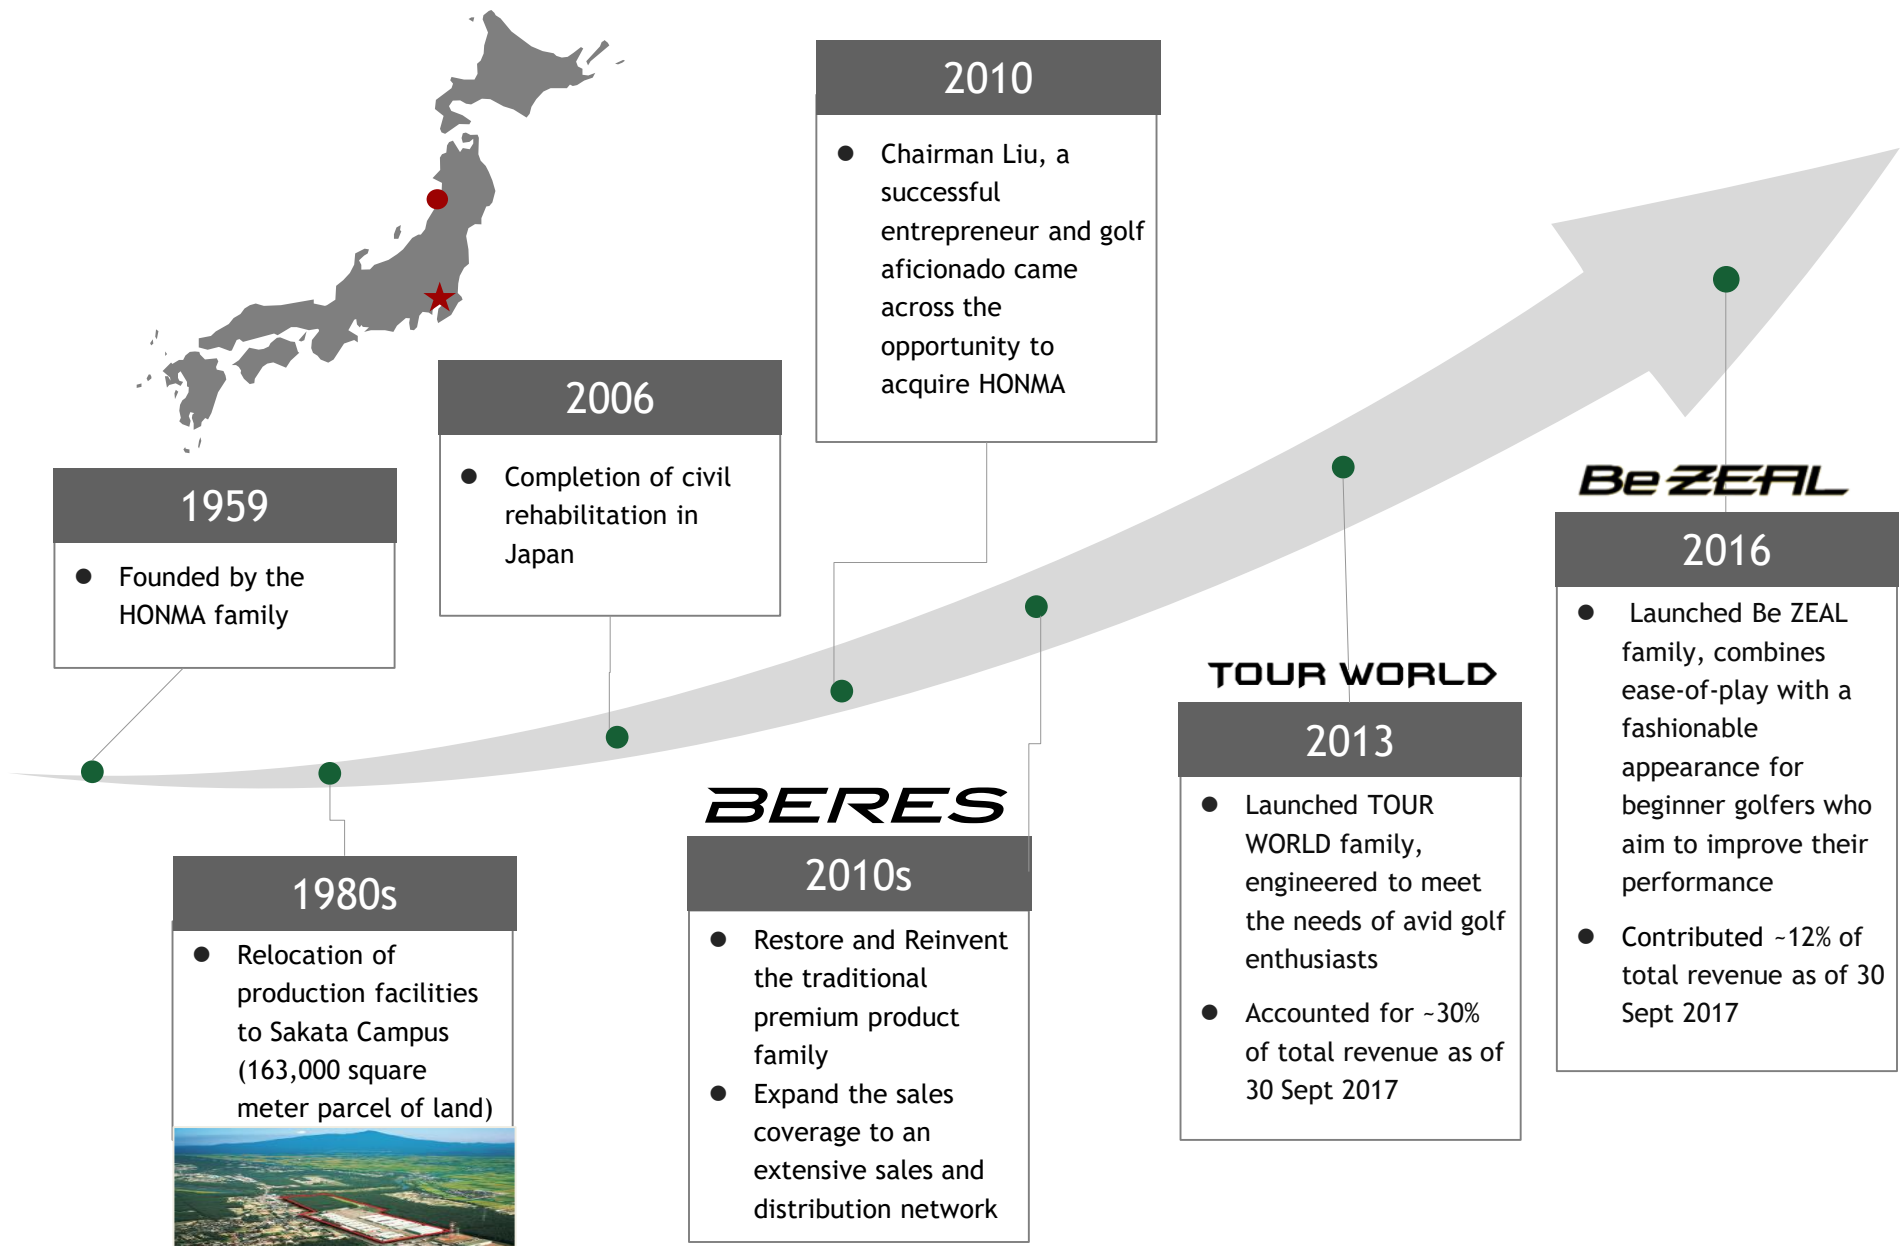 1959
● Founded by the
HONMA family
1980s
● Relocation of
production facilities
to Sakata Campus
(163,000 square
meter parcel of land)
2006
● Completion of civil
rehabilitation in
Japan
2010
● Chairman Liu, a
successful
entrepreneur and golf
aficionado came
across the
opportunity to
acquire HONMA
BERES
2010s
● Restore and Reinvent
the traditional
premium product
family
● Expand the sales
coverage to an
extensive sales and
distribution network
TOUR WORLD
2013
● Launched TOUR
WORLD family,
engineered to meet
the needs of avid golf
enthusiasts
● Accounted for ~30%
of total revenue as of
30 Sept 2017
Be ZEAL
2016
● Launched Be ZEAL
family, combines
ease-of-play with a
fashionable
appearance for
beginner golfers who
aim to improve their
performance
● Contributed ~12% of
total revenue as of 30
Sept 2017